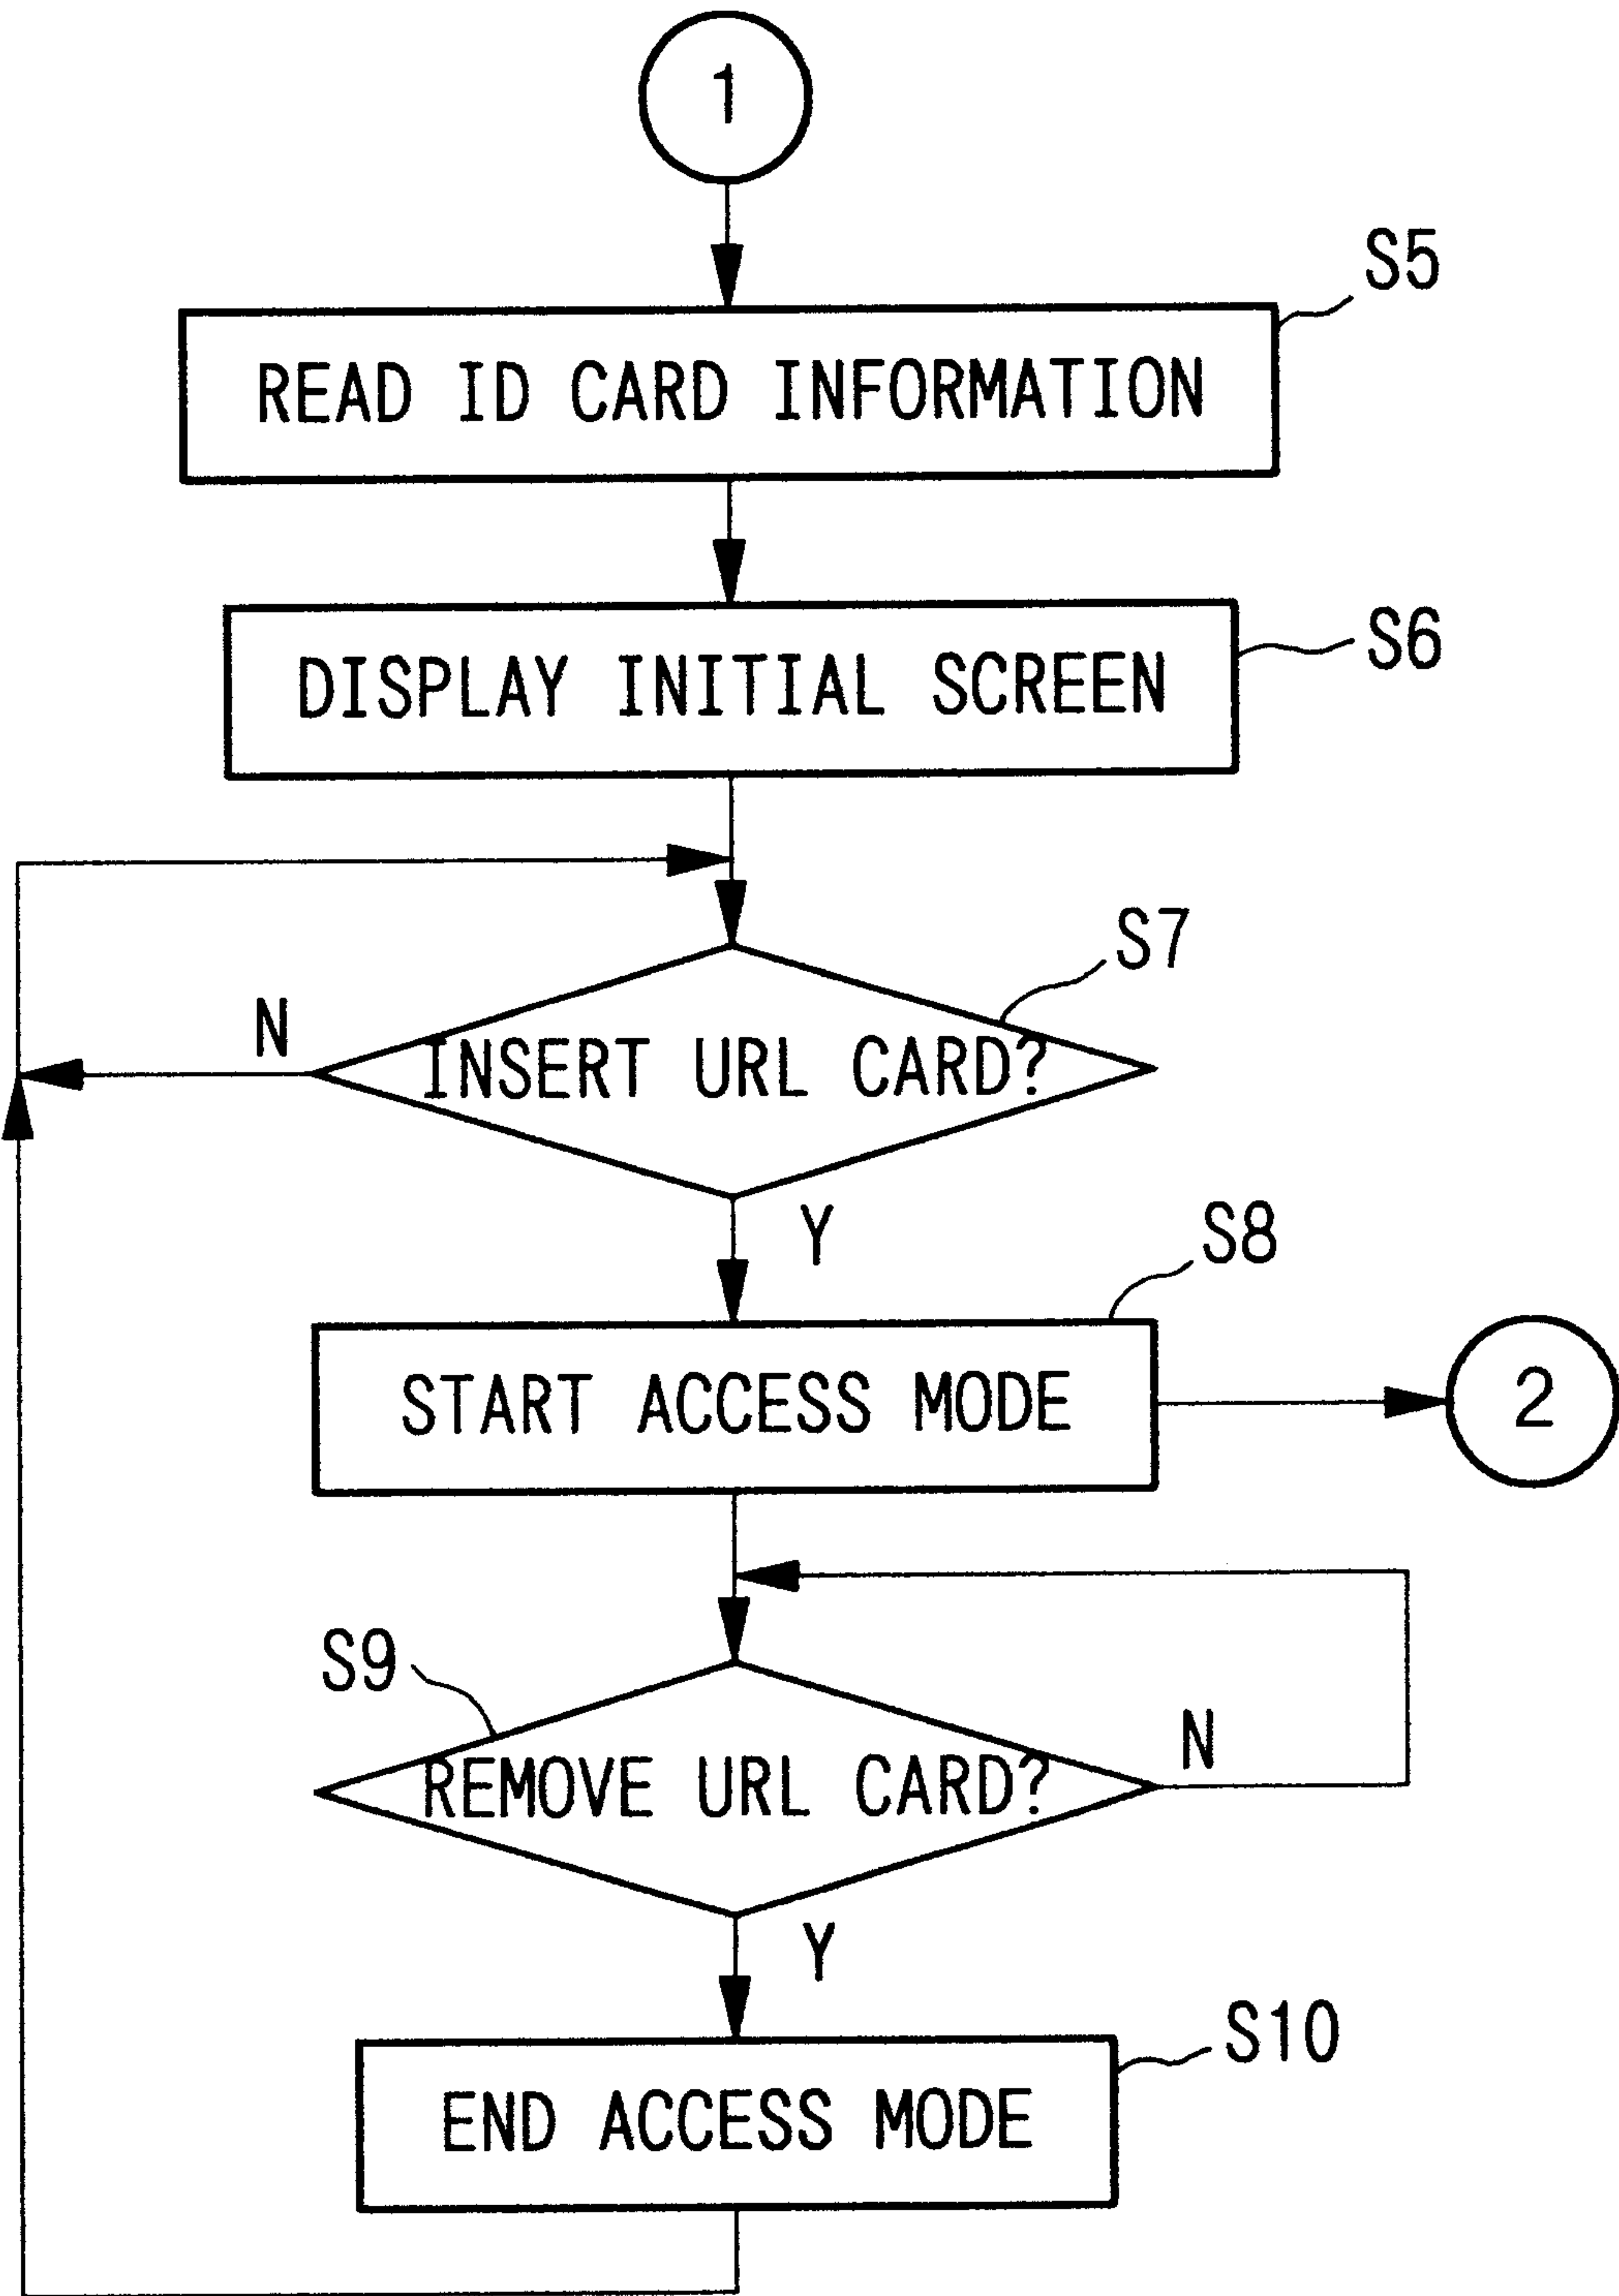 1
S5
READ ID CARD INFORMATION
S6
DISPLAY INITIAL SCREEN
S7
N
INSERT URL CARD?
Y
S8
START ACCESS MODE
2
S9
N
REMOVE URL CARD?
Y
S10
END ACCESS MODE